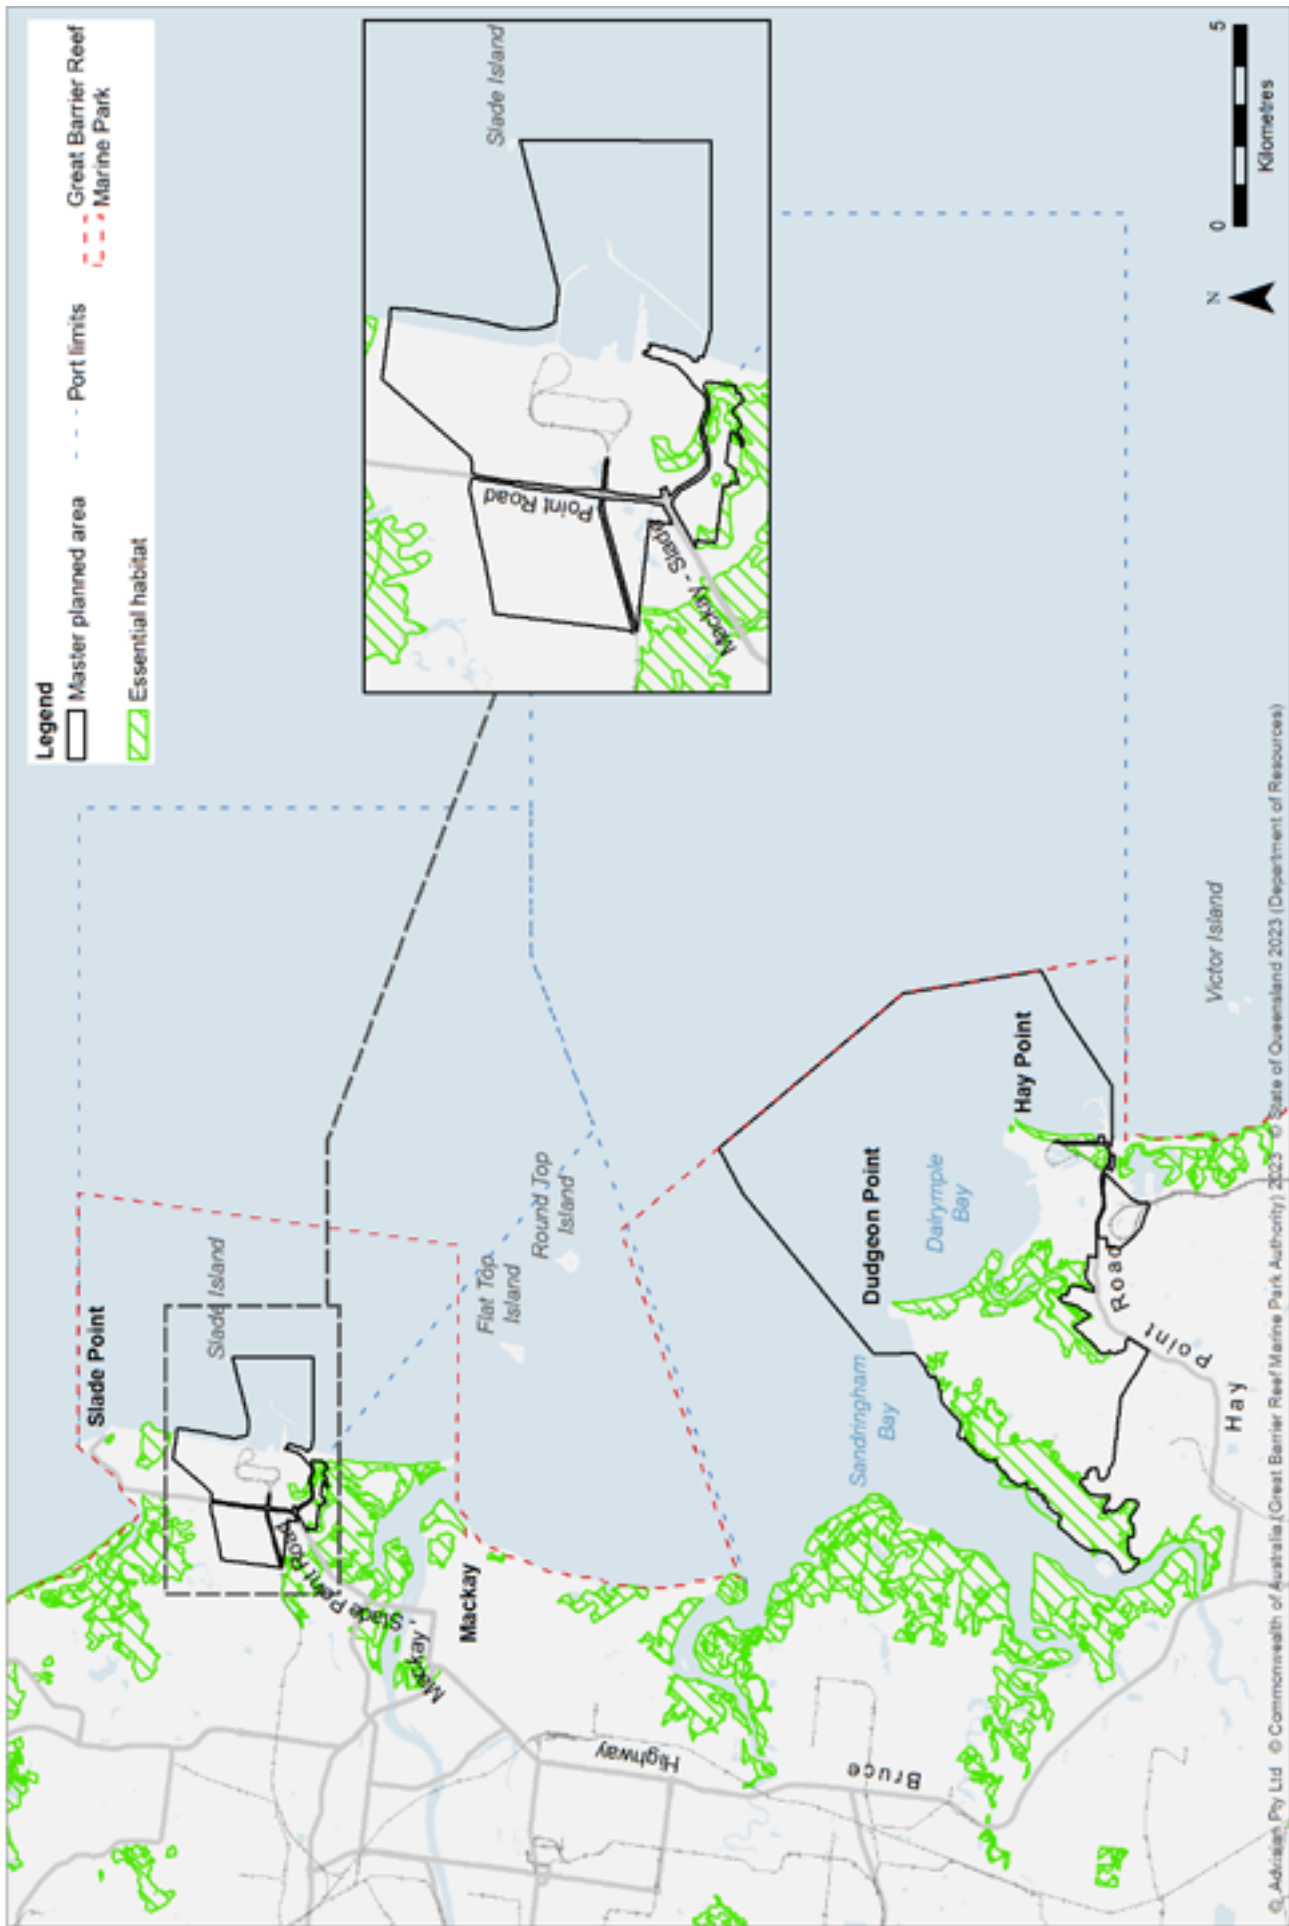 Legend
Master planned area
Port limits
Great Barrier Reef
Marine Park
Essential habitat
Slade Point
Slade Island
Slade Island
Point Road
Mackay - Slade
Mackay -
Slade Point Road
Mackay
Flat Top
Island
Round Top
Island
Highway
Bruce
Sandringham
Bay
Dudgeon Point
Dalrymple
Bay
Hay Point
Hay
Point
Road
Victor Island
N
0
5
Kilometres
© Advisian Pty Ltd © Commonwealth of Australia (Great Barrier Reef Marine Park Authority) 2023 © State of Queensland 2023 (Department of Resources)